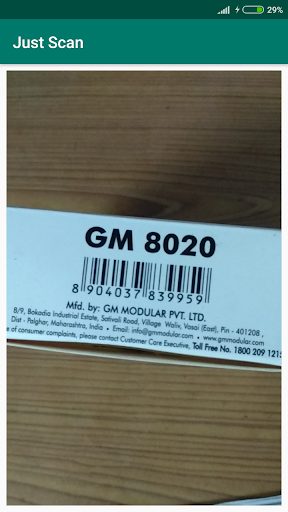 29%
Just Scan
GM 8020
8 904037 839959
Mfd. by: GM MODULAR PVT. LTD.
8/9, Bokadia Industrial Estate, Sativali Road, Village Waliv, Vasai (East), Pin - 401208,
Dist - Palghar, Maharashtra, India • Email: info@gmmodular.com • www.gmmodular.com
e of consumer complaints, please contact Customer Care Executive, Toll Free No. 1800 209 1215